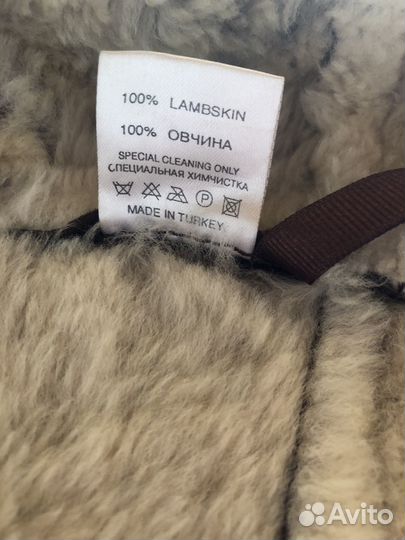 100% LAMBSKIN
100% ОВЧИНА
SPECIAL CLEANING ONLY
СПЕЦИАЛЬНАЯ ХИМЧИСТКА
P
MADE IN TURKEY
Avito